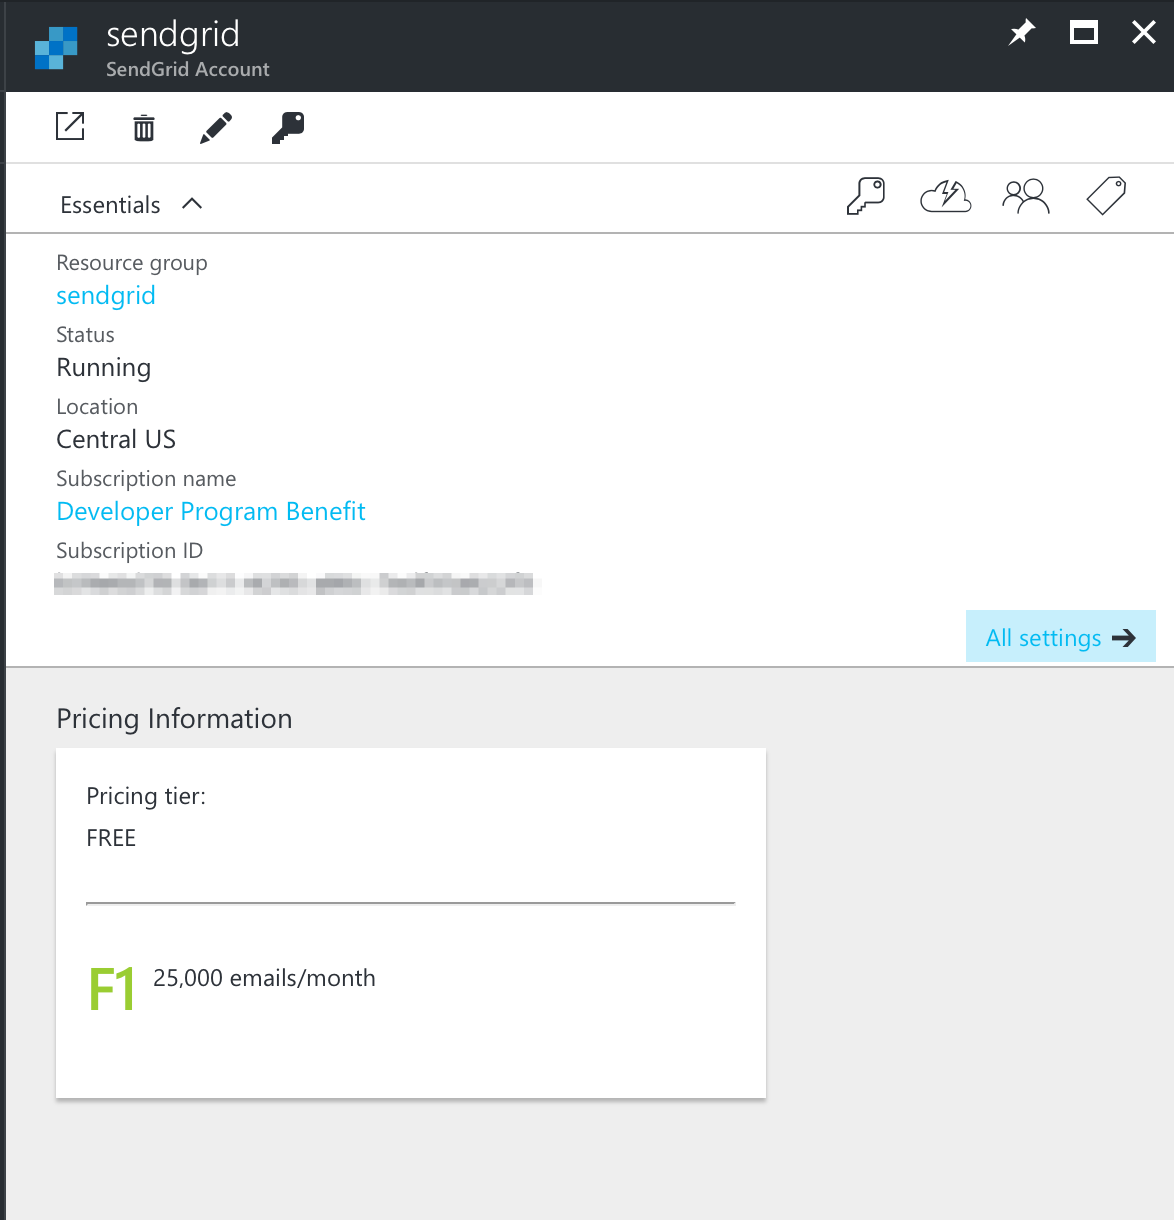 sendgrid
SendGrid Account
Essentials
Resource group
sendgrid
Status
Running
Location
Central US
Subscription name
Developer Program Benefit
Subscription ID
All settings
Pricing Information
Pricing tier:
FREE
F1 25,000 emails/month